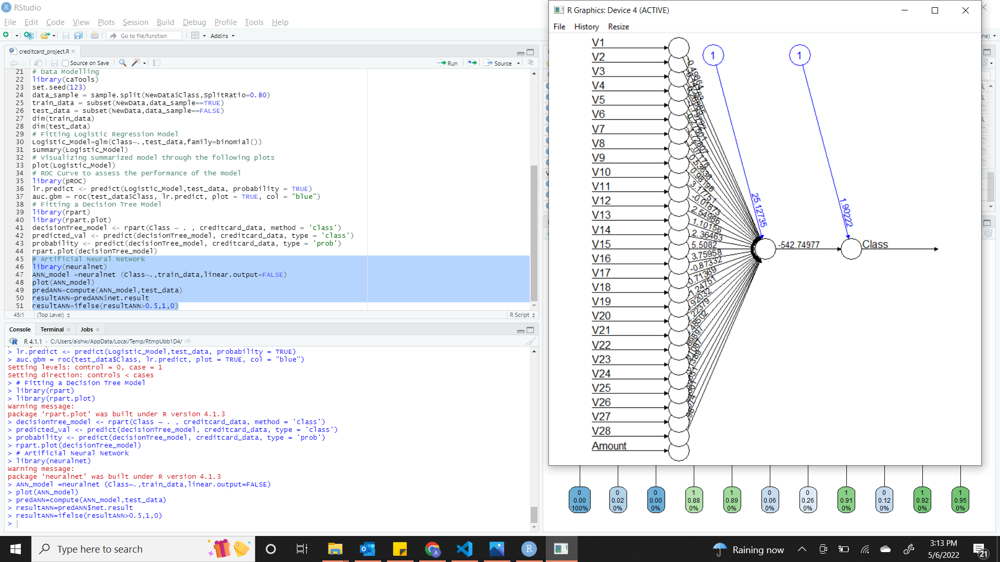 RStudio
File Edit Code View Plots Session Build Debug Profile Tools Help
Go to file/function Addins
creditcard_project.R
Source on Save Run Source
21 # Data Modelling
22 library(caTools)
23 set.seed(123)
24 data_sample = sample.split(NewData$Class,SplitRatio=0.80)
25 train_data = subset(NewData,data_sample==TRUE)
26 test_data = subset(NewData,data_sample==FALSE)
27 dim(train_data)
28 dim(test_data)
29 # Fitting Logistic Regression Model
30 Logistic_Model=glm(Class~.,test_data,family=binomial())
31 summary(Logistic_Model)
32 # Visualizing summarized model through the following plots
33 plot(Logistic_Model)
34 # ROC Curve to assess the performance of the model
35 library(pROC)
36 lr.predict <- predict(Logistic_Model,test_data, probability = TRUE)
37 auc.gbm = roc(test_data$Class, lr.predict, plot = TRUE, col = "blue")
38 # Fitting a Decision Tree Model
39 library(rpart)
40 library(rpart.plot)
41 decisionTree_model <- rpart(Class ~ . , creditcard_data, method = 'class')
42 predicted_val <- predict(decisionTree_model, creditcard_data, type = 'class')
43 probability <- predict(decisionTree_model, creditcard_data, type = 'prob')
44 rpart.plot(decisionTree_model)
45 # Artificial Neural Network
46 library(neuralnet)
47 ANN_model =neuralnet (Class~.,train_data,linear.output=FALSE)
48 plot(ANN_model)
49 predANN=compute(ANN_model,test_data)
50 resultANN=predANN$net.result
51 resultANN=ifelse(resultANN>0.5,1,0)
45:1 (Top Level) R Script
Console Terminal Jobs
R 4.1.1 · C:/Users/aishw/AppData/Local/Temp/RtmpUbb1D4/
> lr.predict <- predict(Logistic_Model,test_data, probability = TRUE)
> auc.gbm = roc(test_data$Class, lr.predict, plot = TRUE, col = "blue")
Setting levels: control = 0, case = 1
Setting direction: controls < cases
> # Fitting a Decision Tree Model
> library(rpart)
> library(rpart.plot)
Warning message:
package ‘rpart.plot’ was built under R version 4.1.3
> decisionTree_model <- rpart(Class ~ . , creditcard_data, method = 'class')
> predicted_val <- predict(decisionTree_model, creditcard_data, type = 'class')
> probability <- predict(decisionTree_model, creditcard_data, type = 'prob')
> rpart.plot(decisionTree_model)
> # Artificial Neural Network
> library(neuralnet)
Warning message:
package ‘neuralnet’ was built under R version 4.1.3
> ANN_model =neuralnet (Class~.,train_data,linear.output=FALSE)
> plot(ANN_model)
> predANN=compute(ANN_model,test_data)
> resultANN=predANN$net.result
> resultANN=ifelse(resultANN>0.5,1,0)
>
R Graphics: Device 4 (ACTIVE)
File History Resize
V1
V2
V3
V4
V5
V6
V7
V8
V9
V10
V11
V12
V13
V14
V15
V16
V17
V18
V19
V20
V21
V22
V23
V24
V25
V26
V27
V28
Amount
1
1
-0.49864
1.07178
0.53638
0.98196
3.17751
-0.01873
2.54986
1.10156
2.36463
5.5082
3.75958
-0.87332
0.71369
-1.24751
25.12735
1.90222
-542.74977
Class
0 0 0 1 1 0 0 1 0 1 1
0.00 0.02 0.00 0.88 0.89 0.06 0.26 0.91 0.12 0.92 0.95
100% 0% 0% 0% 0% 0% 0% 0% 0% 0% 0%
Type here to search
Raining now
3:13 PM
5/6/2022
21